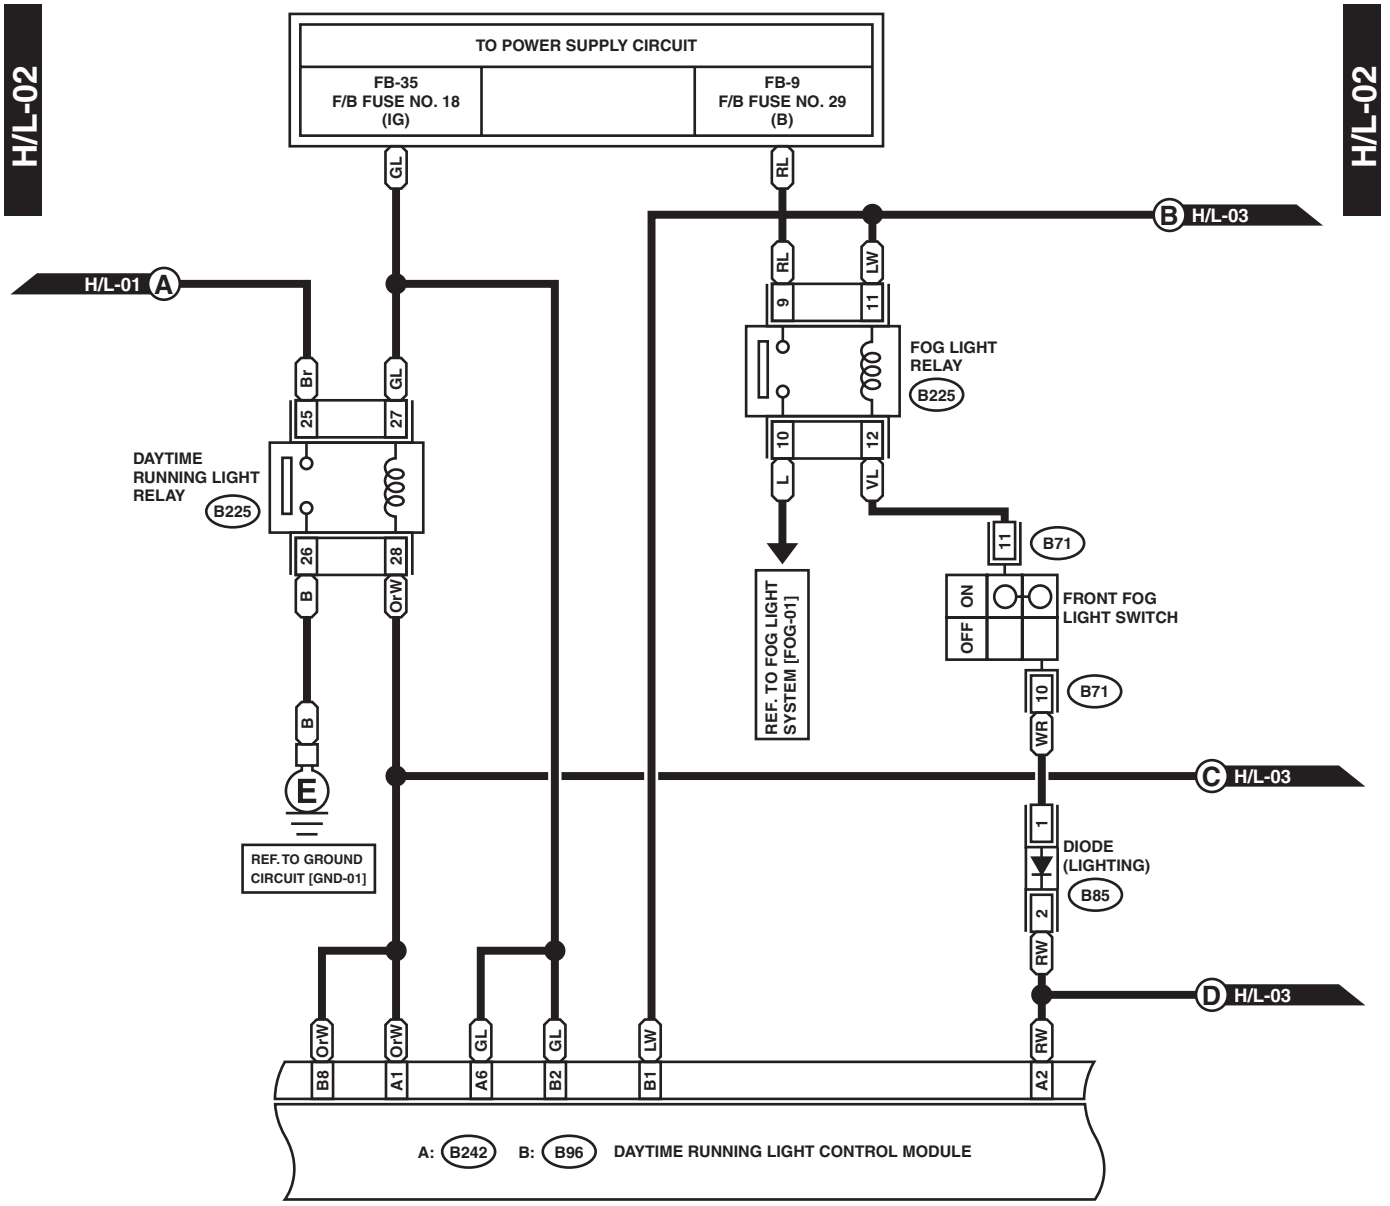 H/L-02
H/L-02
TO POWER SUPPLY CIRCUIT
FB-35
F/B FUSE NO. 18
(IG)
FB-9
F/B FUSE NO. 29
(B)
GL
RL
B H/L-03
H/L-01 A
RL
LW
9
11
FOG LIGHT
RELAY
B225
Br
GL
25
27
10
12
DAYTIME
RUNNING LIGHT
RELAY
B225
L
VL
26
28
B
OrW
11
B71
REF. TO FOG LIGHT
SYSTEM [FOG-01]
ON
OFF
FRONT FOG
LIGHT SWITCH
10
B71
B
WR
E
C H/L-03
REF. TO GROUND
CIRCUIT [GND-01]
1
DIODE
(LIGHTING)
B85
2
RW
D H/L-03
OrW
OrW
GL
GL
LW
RW
B8
A1
A6
B2
B1
A2
A: B242 B: B96 DAYTIME RUNNING LIGHT CONTROL MODULE